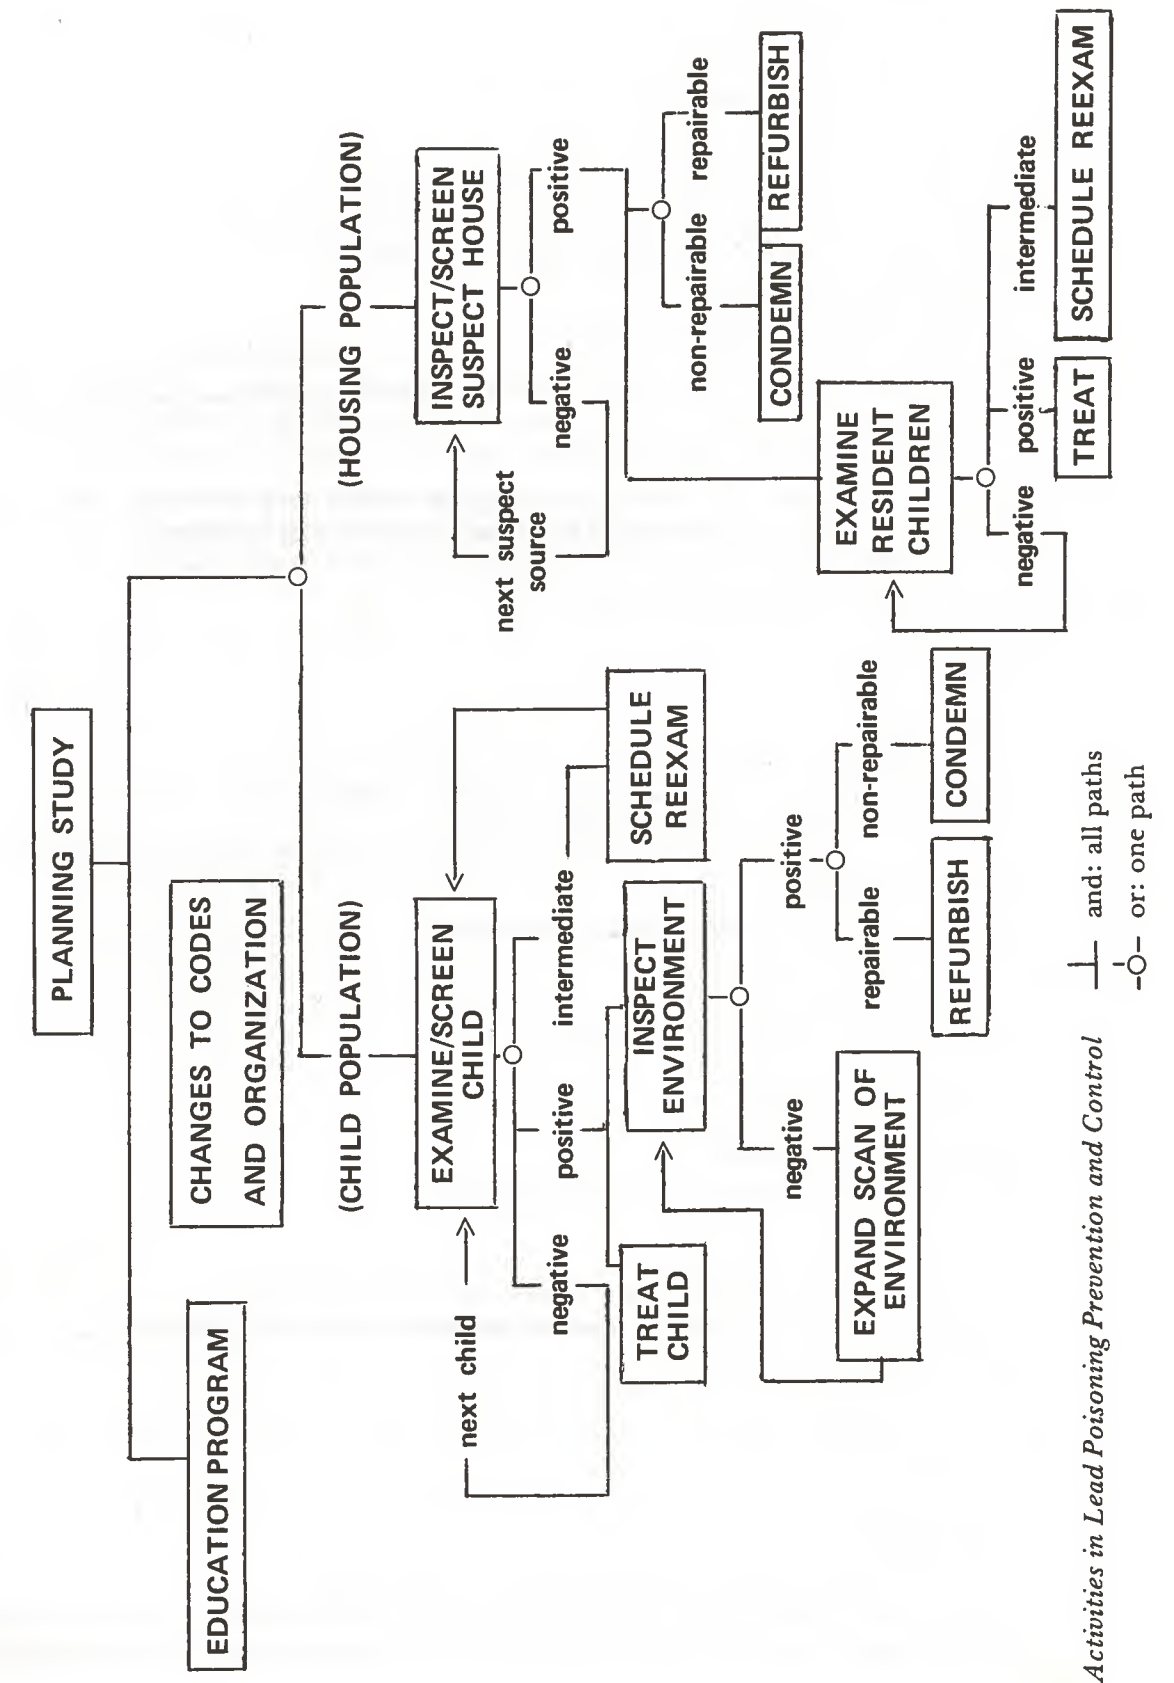 PLANNING STUDY
EDUCATION PROGRAM
CHANGES TO CODES
AND ORGANIZATION
(CHILD POPULATION)
(HOUSING POPULATION)
next child
EXAMINE/SCREEN
CHILD
negative
positive
intermediate
TREAT
CHILD
INSPECT
ENVIRONMENT
SCHEDULE
REEXAM
negative
positive
EXPAND SCAN OF
ENVIRONMENT
repairable
non-repairable
REFURBISH
CONDEMN
INSPECT/SCREEN
SUSPECT HOUSE
next suspect
source
negative
positive
non-repairable
repairable
CONDEMN
REFURBISH
EXAMINE
RESIDENT
CHILDREN
negative
positive
intermediate
TREAT
SCHEDULE REEXAM
Activities in Lead Poisoning Prevention and Control
and: all paths
or: one path